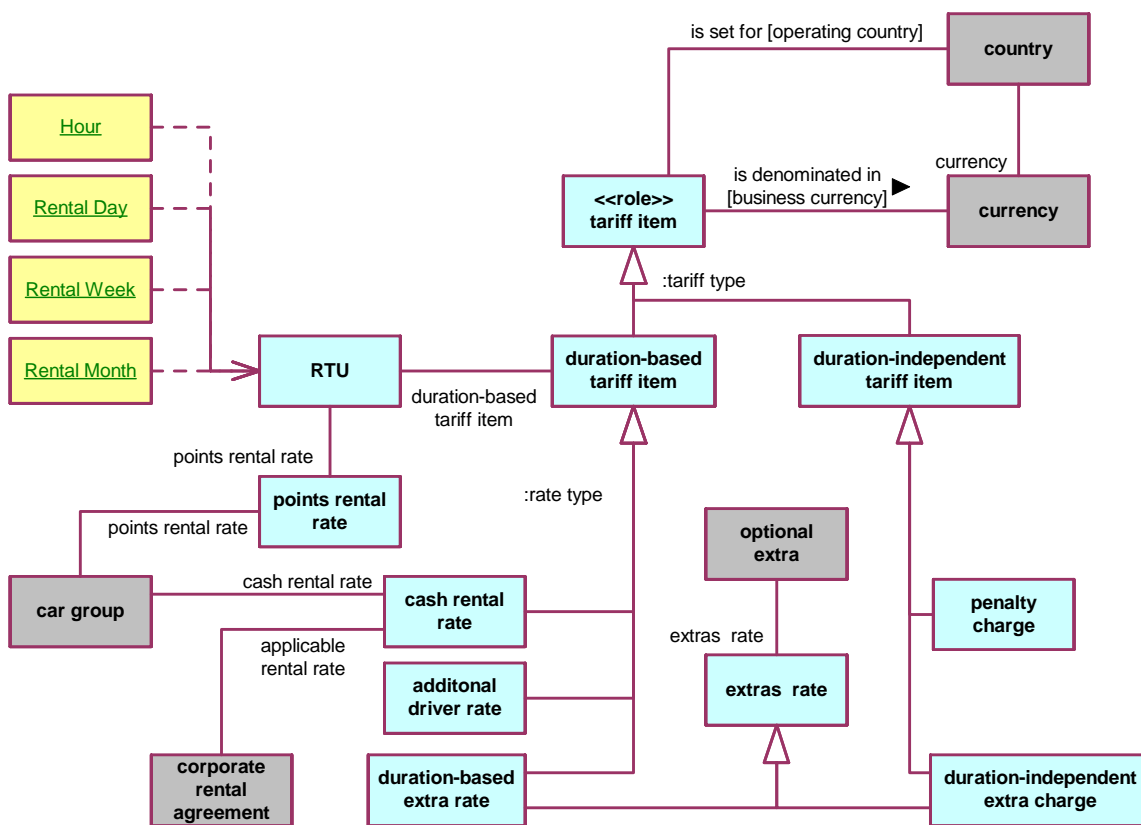 is set for [operating country]
country
Hour
currency
is denominated in
[business currency]
<<role>>
tariff item
currency
Rental Day
:tariff type
Rental Week
RTU
duration-based
tariff item
duration-independent
tariff item
Rental Month
duration-based
tariff item
points rental rate
points rental
rate
:rate type
points rental rate
optional
extra
cash rental rate
car group
cash rental
rate
penalty
charge
applicable
rental rate
extras  rate
additonal
driver rate
extras  rate
corporate
rental
agreement
duration-based
extra rate
duration-independent
extra charge